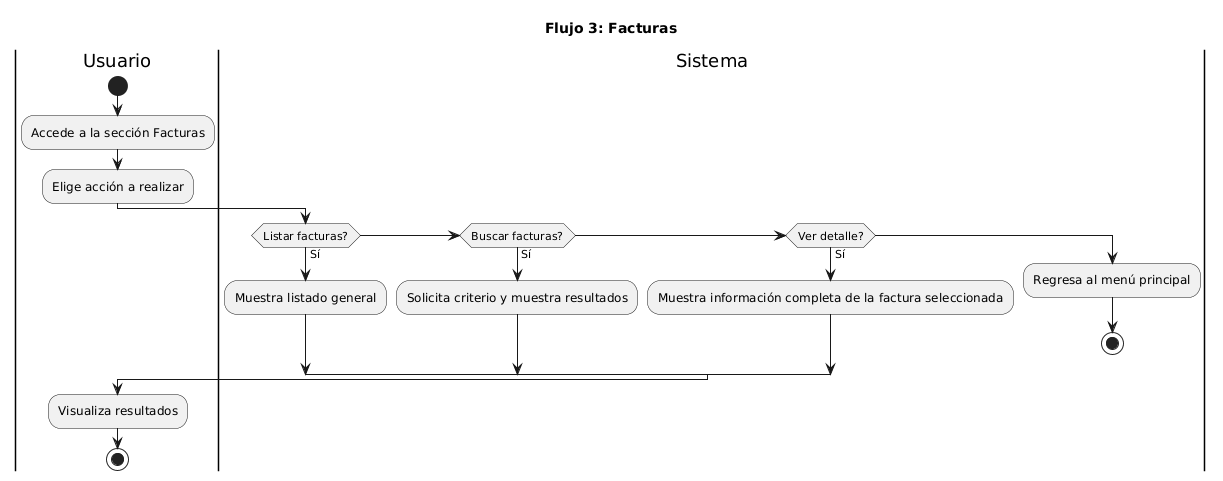 Flujo 3: Facturas
Usuario
Sistema
Accede a la sección Facturas
Elige acción a realizar
Listar facturas?
Buscar facturas?
Ver detalle?
Sí
Sí
Sí
Regresa al menú principal
Muestra listado general
Solicita criterio y muestra resultados
Muestra información completa de la factura seleccionada
Visualiza resultados